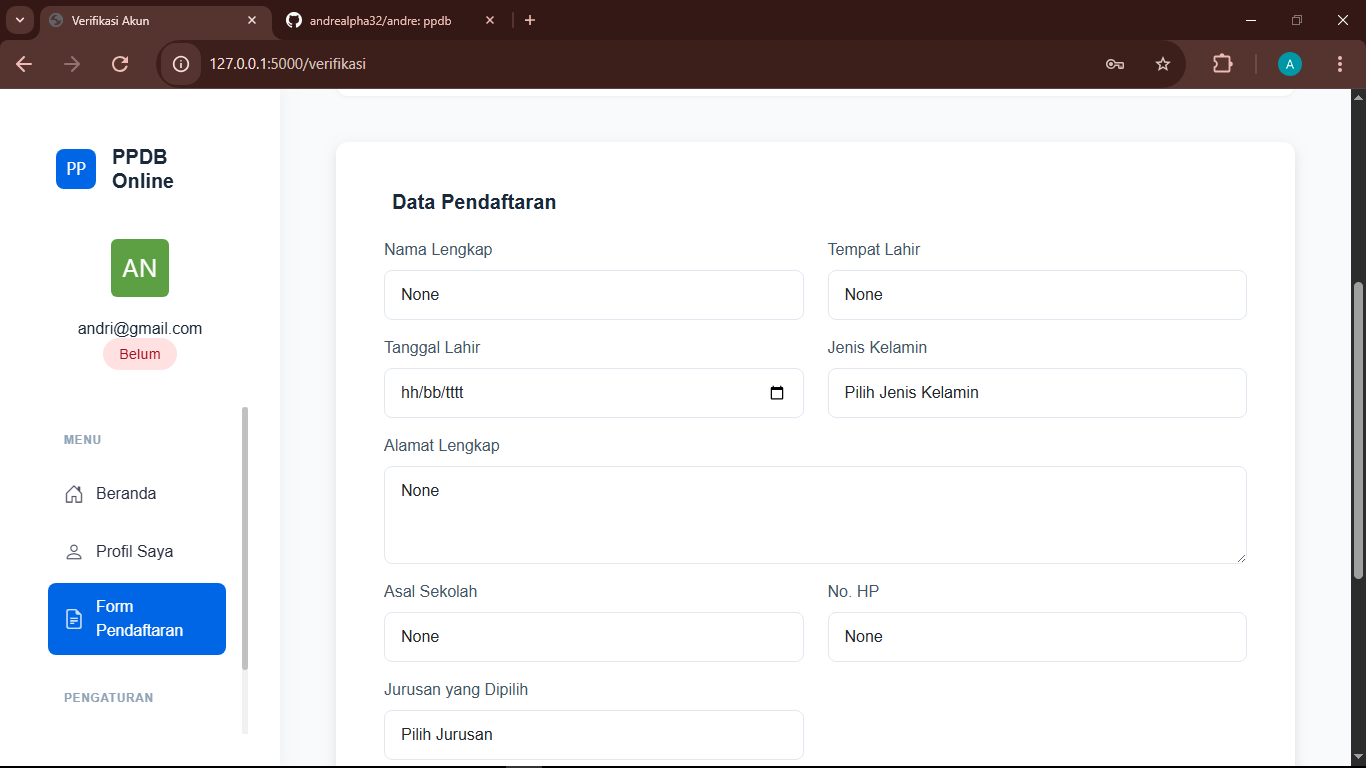 Verifikasi Akun
andrealpha32/andre: ppdb
127.0.0.1:5000/verifikasi
A
PP
PPDB
Online
AN
andri@gmail.com
Belum
MENU
Beranda
Profil Saya
Form
Pendaftaran
PENGATURAN
Data Pendaftaran
Nama Lengkap
None
Tempat Lahir
None
Tanggal Lahir
hh/bb/tttt
Jenis Kelamin
Pilih Jenis Kelamin
Alamat Lengkap
None
Asal Sekolah
None
No. HP
None
Jurusan yang Dipilih
Pilih Jurusan